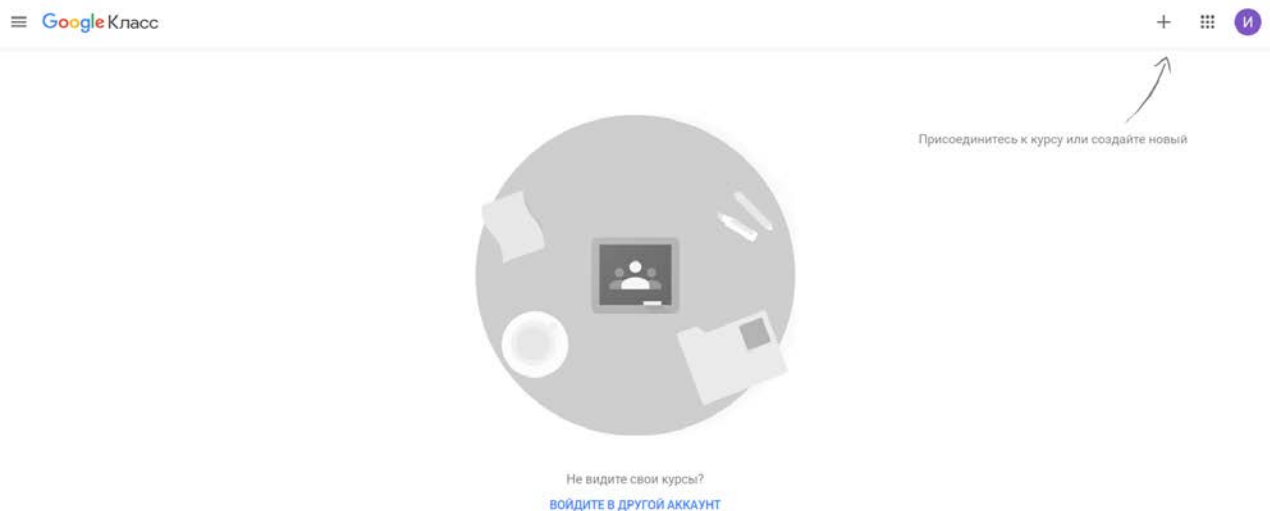 Google Класс
И
Присоединитесь к курсу или создайте новый
Не видите свои курсы?
ВОЙДИТЕ В ДРУГОЙ АККАУНТ